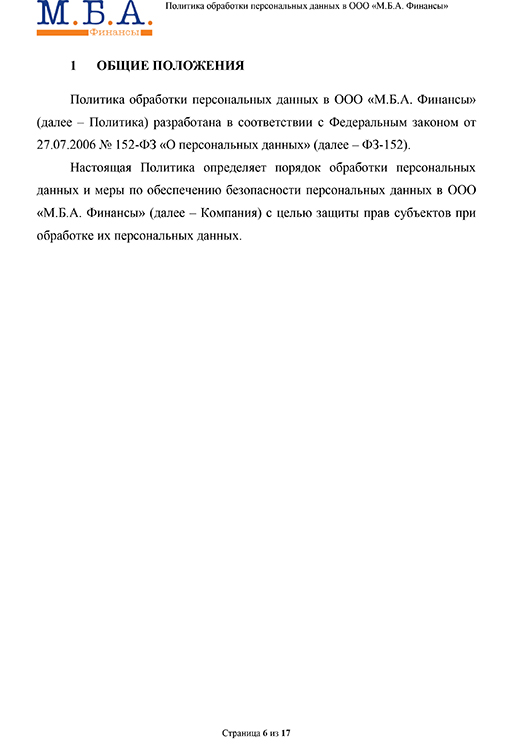 М.Б.А.
Финансы
Политика обработки персональных данных в ООО «М.Б.А. Финансы»
1 ОБЩИЕ ПОЛОЖЕНИЯ
Политика обработки персональных данных в ООО «М.Б.А. Финансы»
(далее – Политика) разработана в соответствии с Федеральным законом от
27.07.2006 № 152-ФЗ «О персональных данных» (далее – ФЗ-152).
Настоящая Политика определяет порядок обработки персональных
данных и меры по обеспечению безопасности персональных данных в ООО
«М.Б.А. Финансы» (далее – Компания) с целью защиты прав субъектов при
обработке их персональных данных.
Страница 6 из 17